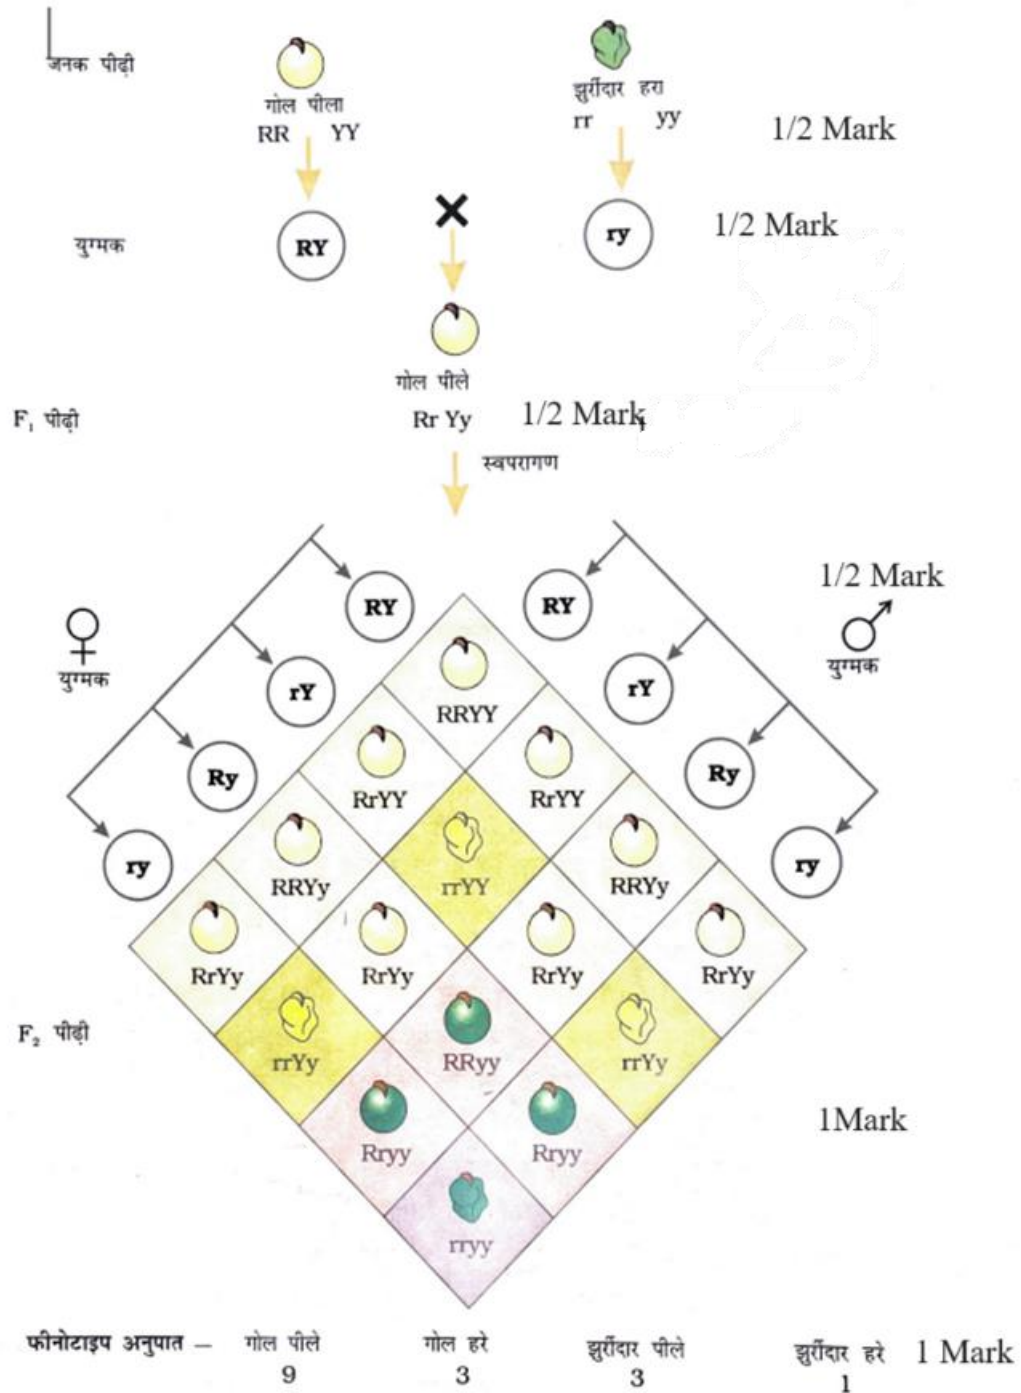 जनक पीढ़ी
गोल पीला
RR YY
झुर्रीदार हरा
rr yy
1/2 Mark
युग्मक
RY
ry
1/2 Mark
गोल पीले
F₁ पीढ़ी
Rr Yy
1/2 Mark
स्वपरागण
♀
युग्मक
RY
rY
Ry
ry
RY
rY
Ry
ry
1/2 Mark
♂
युग्मक
RRYY
RrYY
RrYY
RRYy
rrYY
RRYy
RrYy
RrYy
RrYy
RrYy
F₂ पीढ़ी
rrYy
RRyy
rrYy
Rryy
Rryy
1Mark
rryy
फीनोटाइप अनुपात – गोल पीले गोल हरे झुर्रीदार पीले झुर्रीदार हरे 1 Mark
9 3 3 1